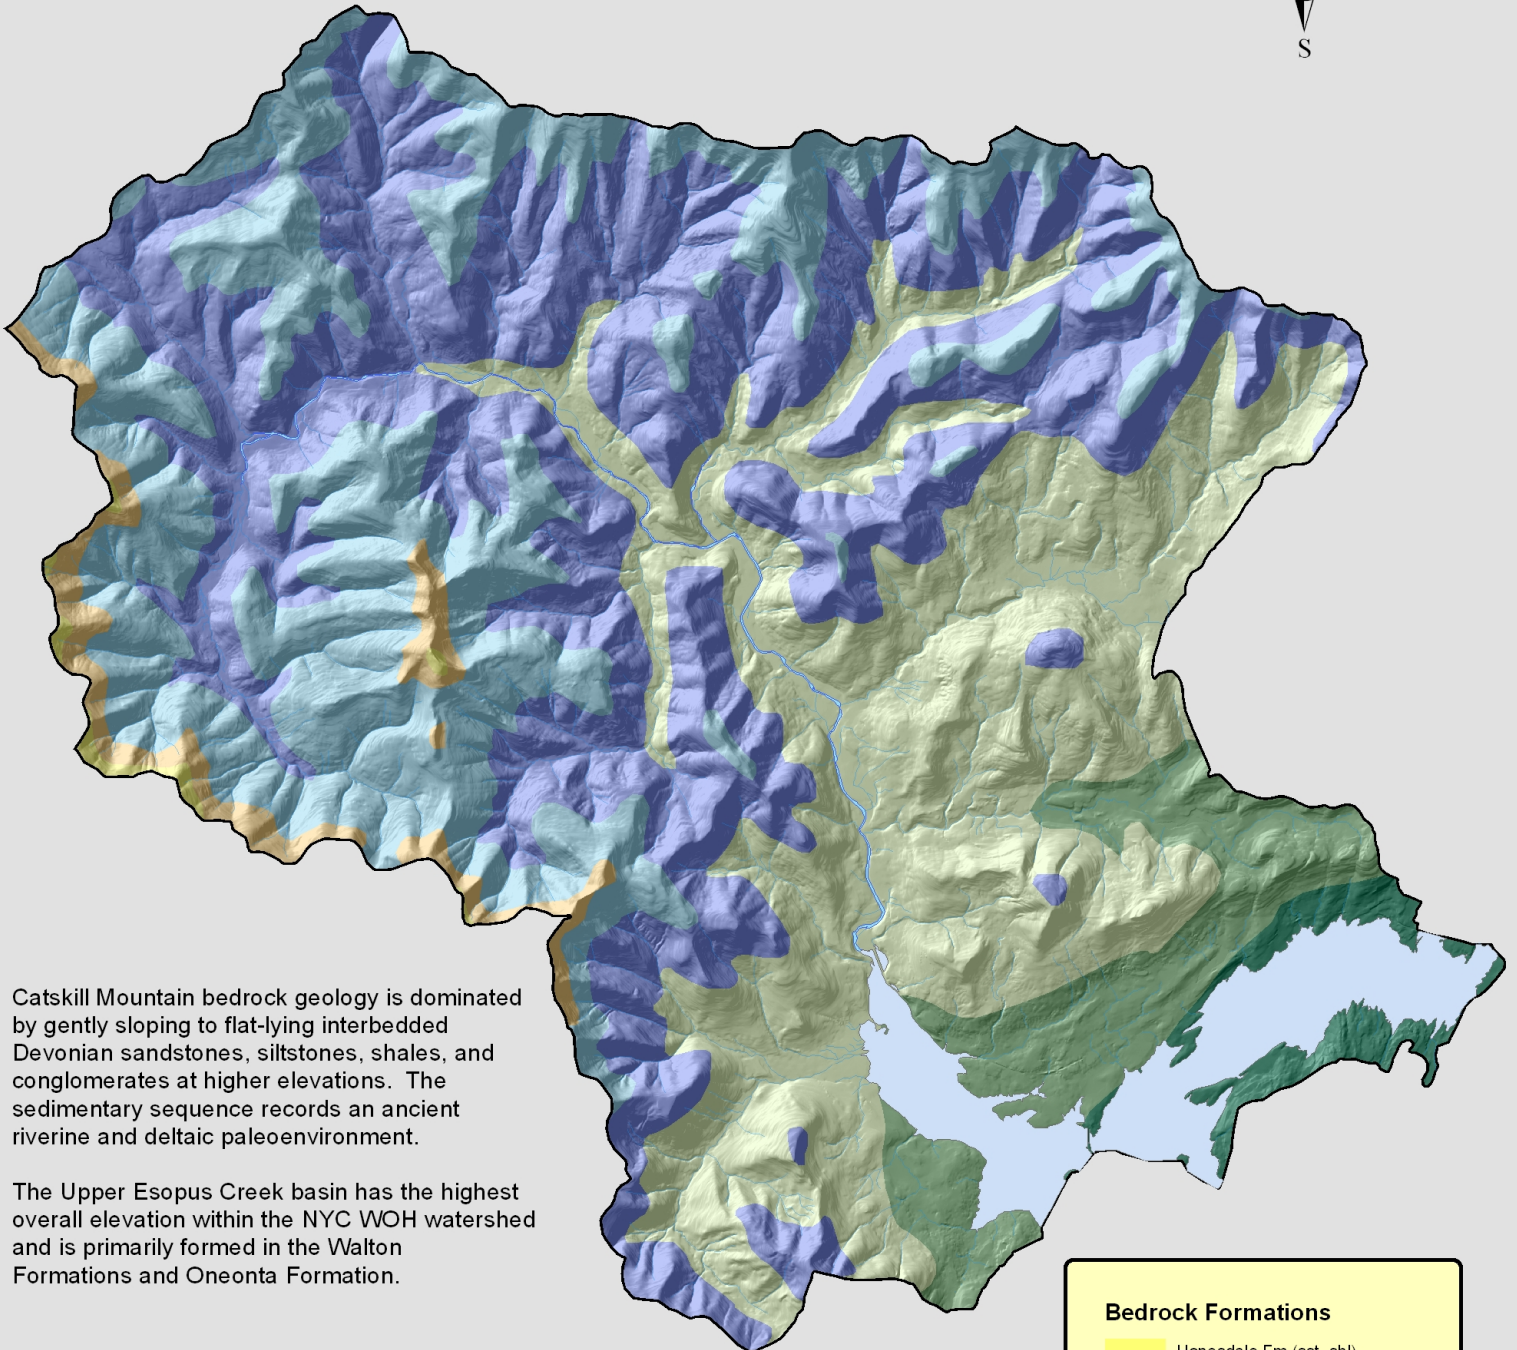 S
Catskill Mountain bedrock geology is dominated
by gently sloping to flat-lying interbedded
Devonian sandstones, siltstones, shales, and
conglomerates at higher elevations. The
sedimentary sequence records an ancient
riverine and deltaic paleoenvironment.
The Upper Esopus Creek basin has the highest
overall elevation within the NYC WOH watershed
and is primarily formed in the Walton
Formations and Oneonta Formation.
Bedrock Formations